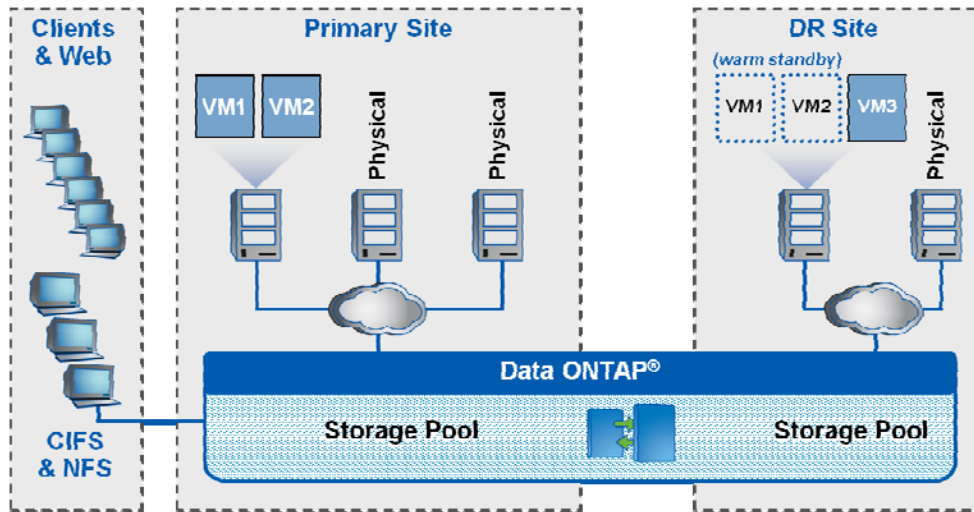 Clients
& Web
Primary Site
DR Site
(warm standby)
VM1
VM2
Physical
Physical
VM1
VM2
VM3
Physical
Data ONTAP®
Storage Pool
Storage Pool
CIFS
& NFS